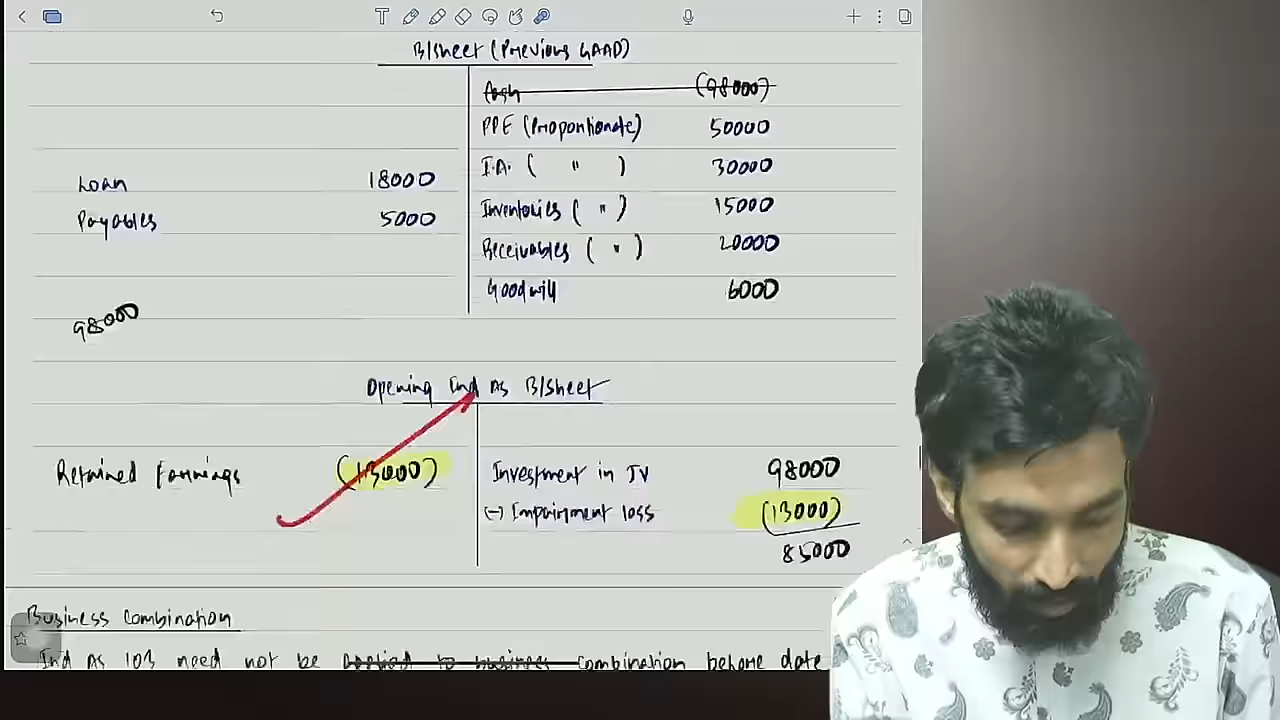 B/Sheet (Previous GAAP)
Cash (98000)
PPE (Proportionate) 50000
I.A. ( " ) 30000
Loan 18000
Inventories ( " ) 15000
Payables 5000
Receivables ( " ) 20000
Goodwill 6000
98000
Opening Ind AS B/Sheet
Retained Earnings (13000)
Investment in JV 98000
(-) Impairment loss (13000)
85000
Business Combination
Ind AS 103 need not be applied to business combination before date